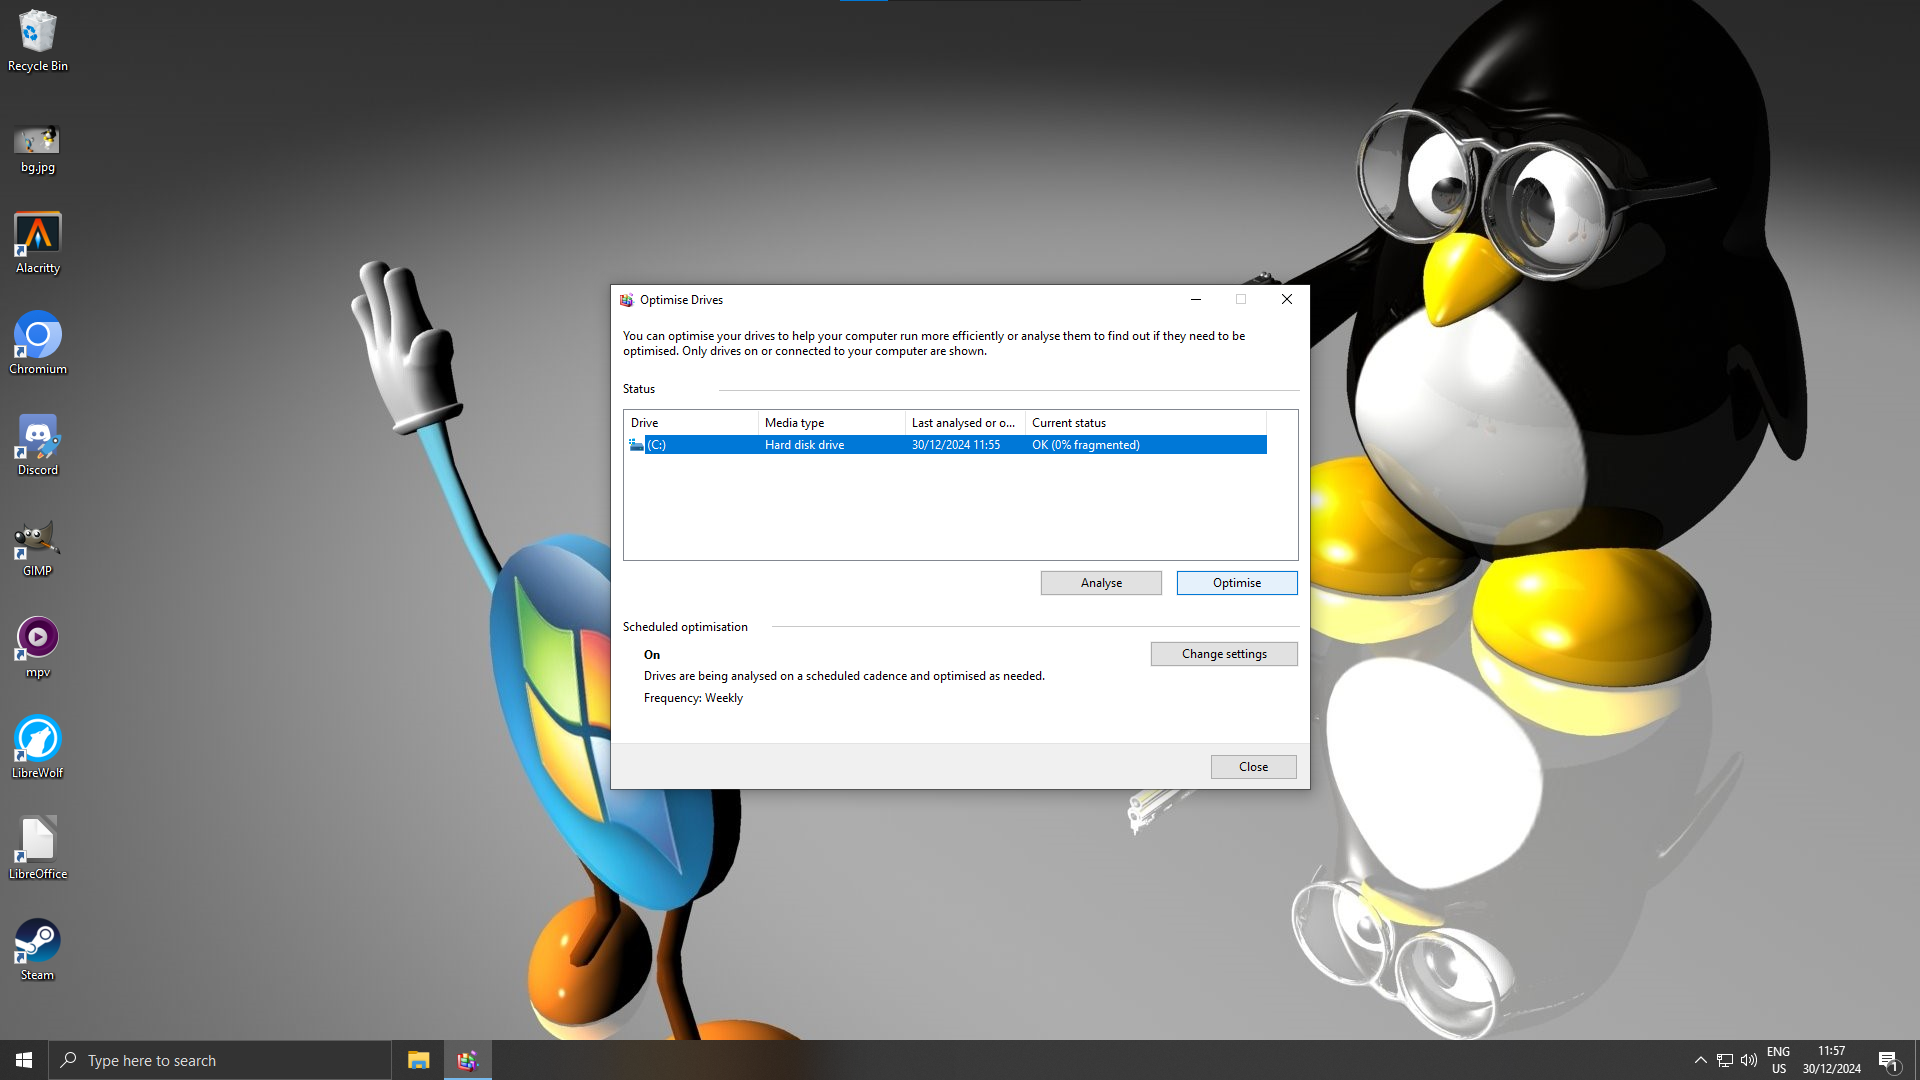 Recycle Bin
bg.jpg
Alacritty
Chromium
Discord
GIMP
mpv
LibreWolf
LibreOffice
Steam
Optimise Drives
You can optimise your drives to help your computer run more efficiently or analyse them to find out if they need to be
optimised. Only drives on or connected to your computer are shown.
Status
Drive Media type Last analysed or o... Current status
(C:) Hard disk drive 30/12/2024 11:55 OK (0% fragmented)
Analyse Optimise
Scheduled optimisation
On
Change settings
Drives are being analysed on a scheduled cadence and optimised as needed.
Frequency: Weekly
Close
Type here to search
ENG
US
11:57
30/12/2024
1